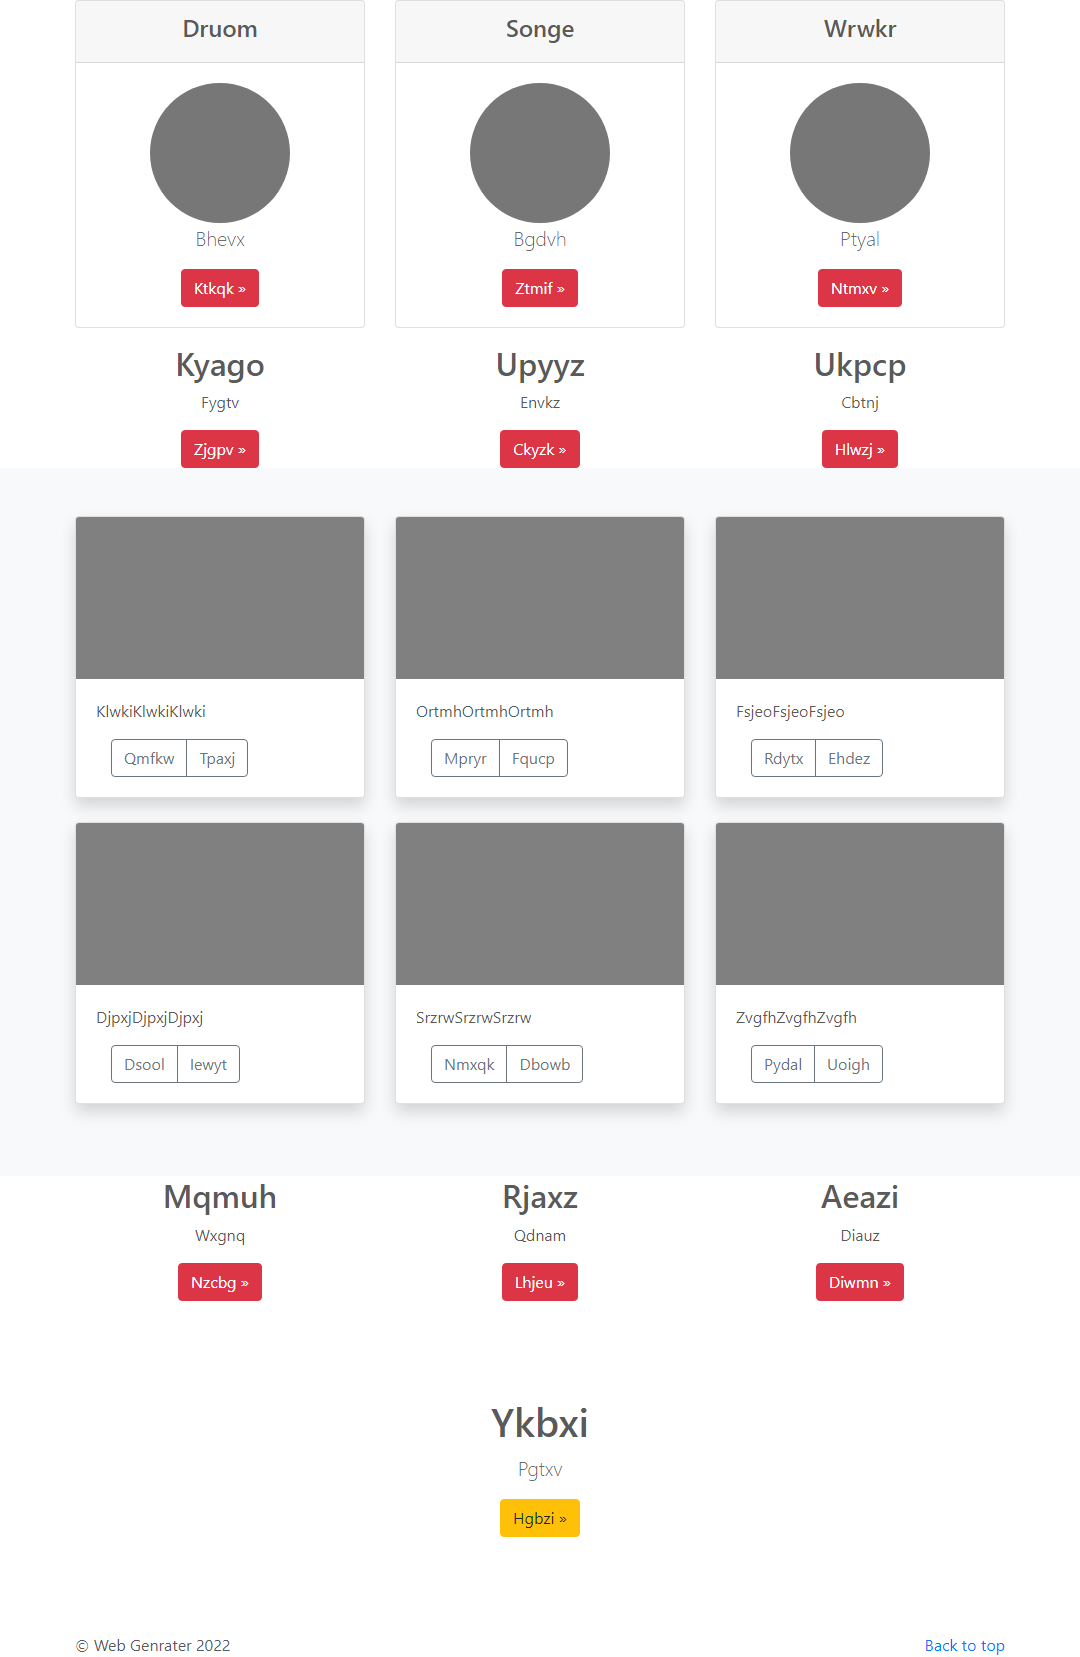 Druom
Songe
Wrwkr
Bhevx
Bgdvh
Ptyal
Ktkqk »
Ztmif »
Ntmxv »
Kyago
Upyyz
Ukpcp
Fygtv
Envkz
Cbtnj
Zjgpv »
Ckyzk »
Hlwzj »
KlwkiKlwkiKlwki
OrtmhOrtmhOrtmh
FsjeoFsjeoFsjeo
Qmfkw Tpaxj
Mpryr Fqucp
Rdytx Ehdez
DjpxjDjpxjDjpxj
SrzrwSrzrwSrzrw
ZvgfhZvgfhZvgfh
Dsool Iewyt
Nmxqk Dbowb
Pydal Uoigh
Mqmuh
Rjaxz
Aeazi
Wxgnq
Qdnam
Diauz
Nzcbg »
Lhjeu »
Diwmn »
Ykbxi
Pgtxv
Hgbzi »
© Web Genrater 2022
Back to top